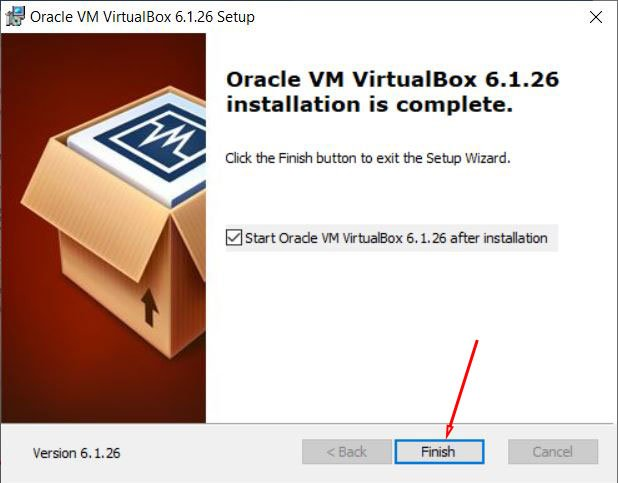 Oracle VM VirtualBox 6.1.26 Setup
Oracle VM VirtualBox 6.1.26
installation is complete.
Click the Finish button to exit the Setup Wizard.
Start Oracle VM VirtualBox 6.1.26 after installation
Version 6.1.26
< Back
Finish
Cancel